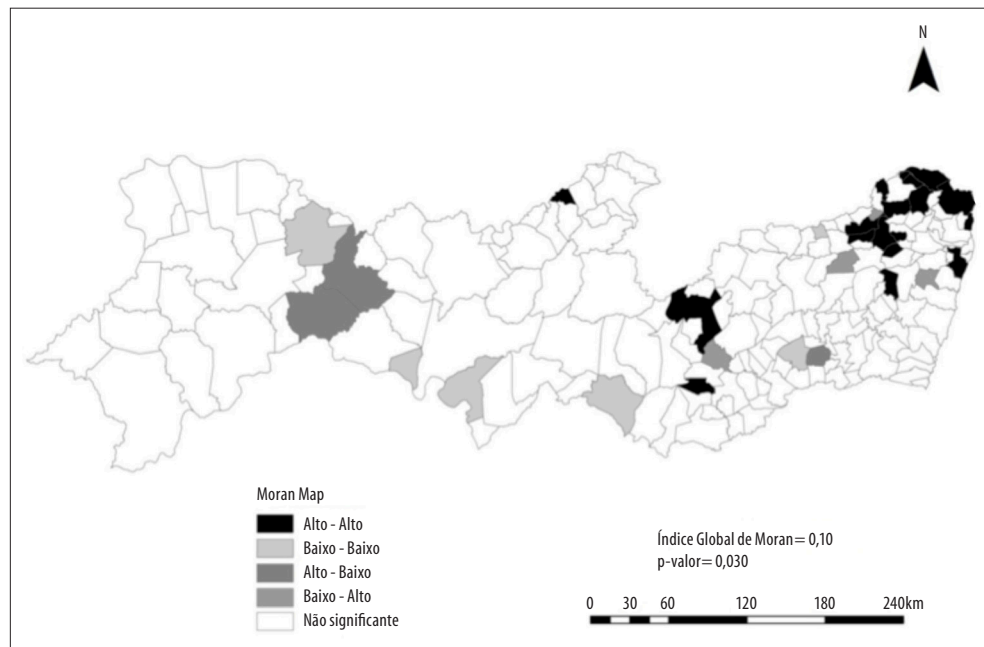 N
Moran Map
Alto - Alto
Baixo - Baixo
Alto - Baixo
Baixo - Alto
Não significante
Índice Global de Moran= 0,10
p-valor= 0,030
0 30 60 120 180 240km